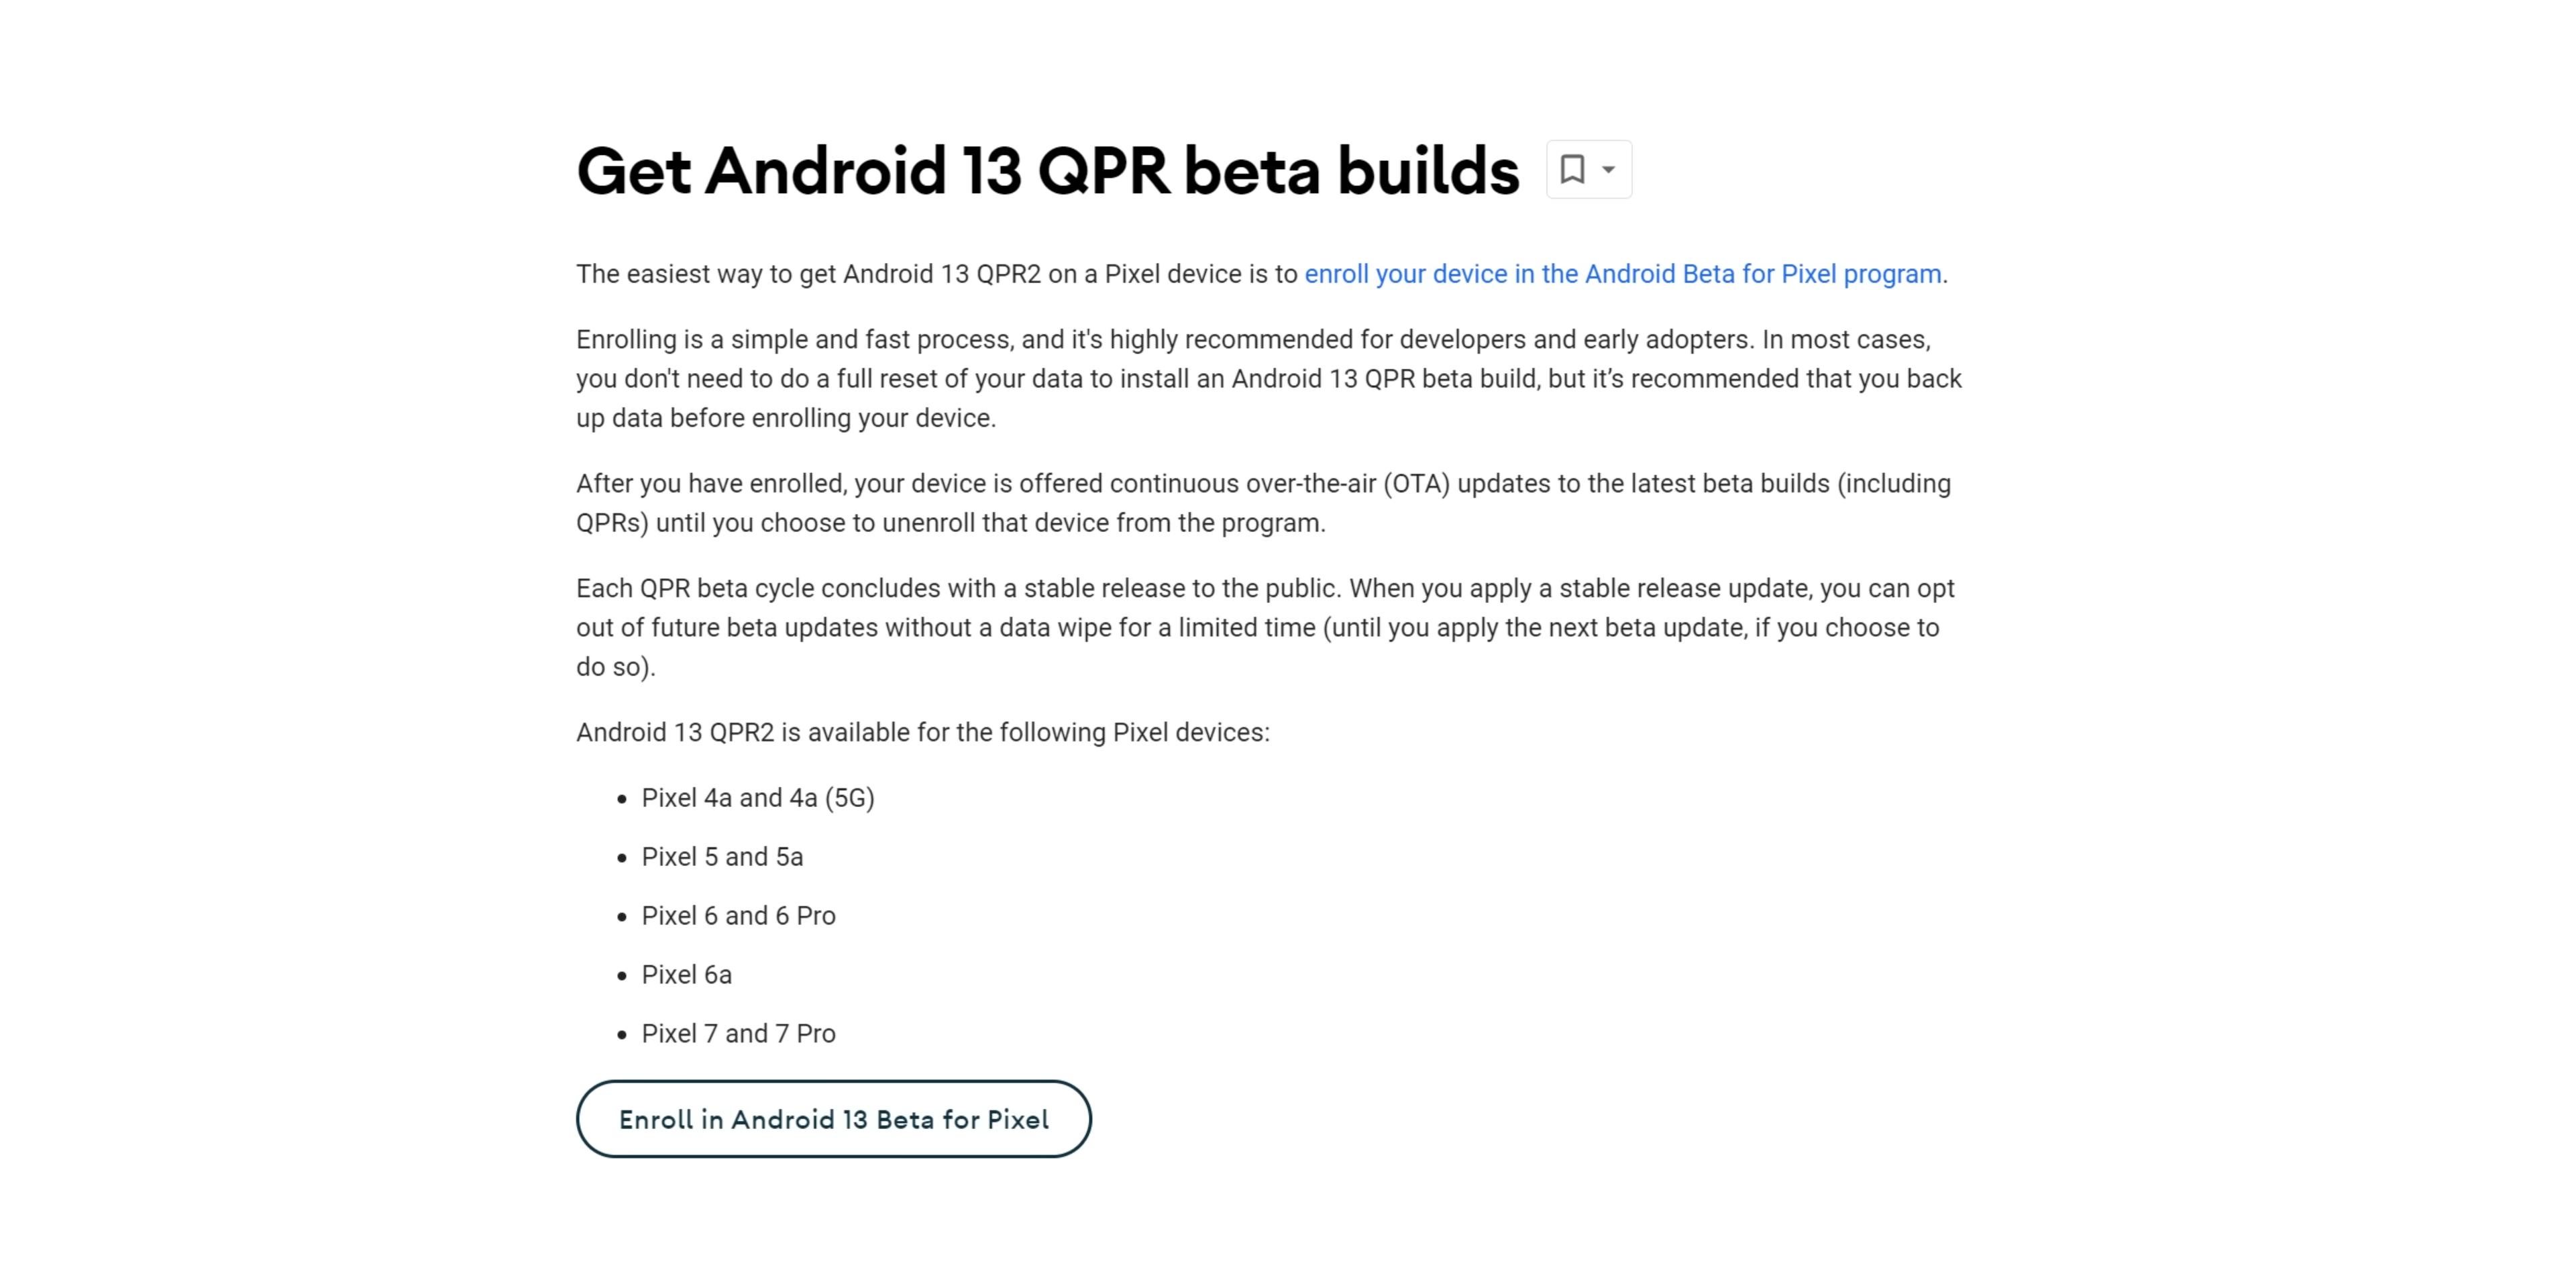 Get Android 13 QPR beta builds
The easiest way to get Android 13 QPR2 on a Pixel device is to enroll your device in the Android Beta for Pixel program.
Enrolling is a simple and fast process, and it's highly recommended for developers and early adopters. In most cases,
you don't need to do a full reset of your data to install an Android 13 QPR beta build, but it’s recommended that you back
up data before enrolling your device.
After you have enrolled, your device is offered continuous over-the-air (OTA) updates to the latest beta builds (including
QPRs) until you choose to unenroll that device from the program.
Each QPR beta cycle concludes with a stable release to the public. When you apply a stable release update, you can opt
out of future beta updates without a data wipe for a limited time (until you apply the next beta update, if you choose to
do so).
Android 13 QPR2 is available for the following Pixel devices:
• Pixel 4a and 4a (5G)
• Pixel 5 and 5a
• Pixel 6 and 6 Pro
• Pixel 6a
• Pixel 7 and 7 Pro
Enroll in Android 13 Beta for Pixel